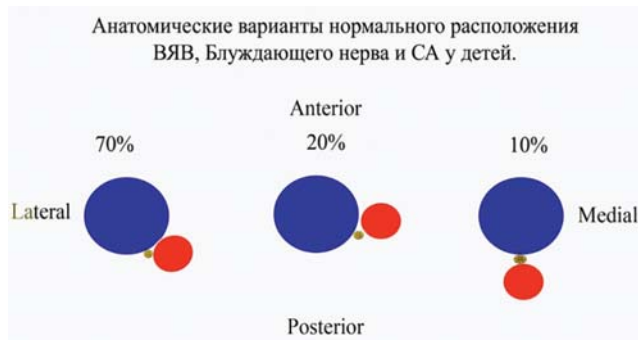 Анатомические варианты нормального расположения
ВЯВ, Блуждающего нерва и СА у детей.
Anterior
70%
20%
10%
Lateral
Medial
Posterior